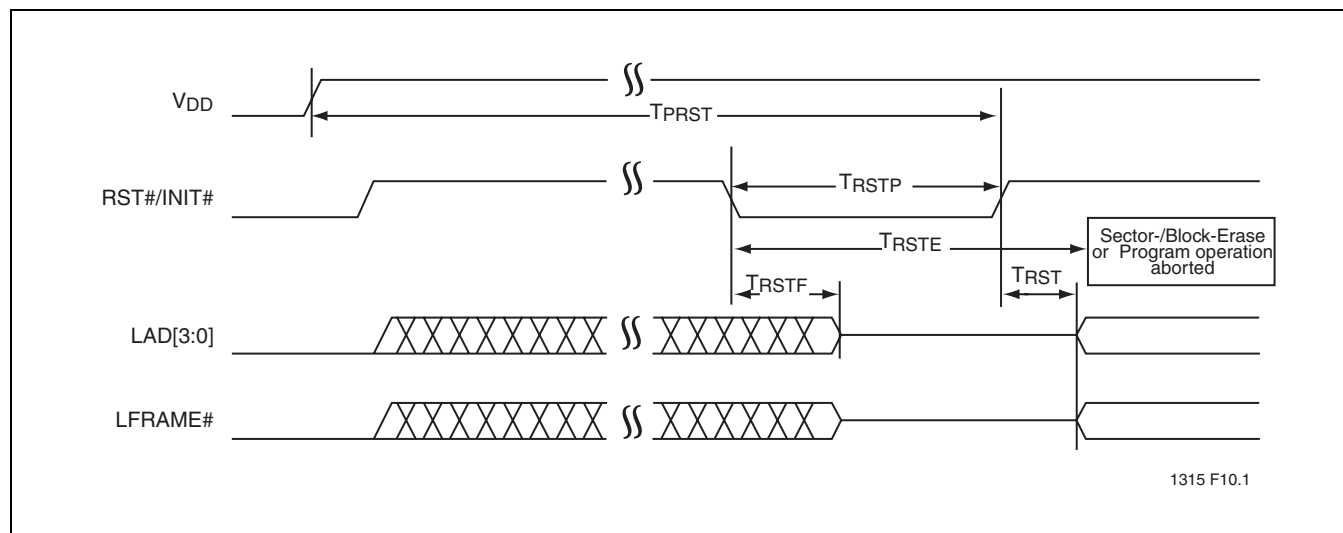 VDD
TPRST
RST#/INIT#
TRSTP
TRSTE
Sector-/Block-Erase
or Program operation
aborted
TRSTF
TRST
LAD[3:0]
LFRAME#
1315 F10.1